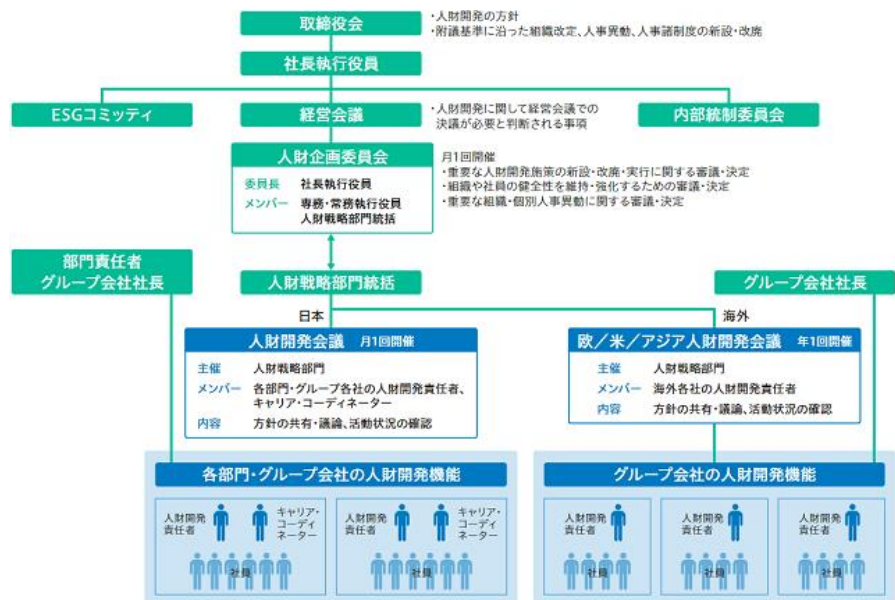 取締役会
・人財開発の方針
・附議基準に沿った組織改定、人事異動、人事諸制度の新設・改廃
社長執行役員
ESGコミッティ
経営会議
・人財開発に関して経営会議での
決議が必要と判断される事項
内部統制委員会
人財企画委員会
委員長 社長執行役員
メンバー 専務・常務執行役員
人財戦略部門統括
月1回開催
・重要な人財開発施策の新設・改廃・実行に関する審議・決定
・組織や社員の健全性を維持・強化するための審議・決定
・重要な組織・個別人事異動に関する審議・決定
部門責任者
グループ会社社長
人財戦略部門統括
グループ会社社長
日本
海外
人財開発会議 月1回開催
主催 人財戦略部門
メンバー 各部門・グループ各社の人財開発責任者、
キャリア・コーディネーター
内容 方針の共有・議論、活動状況の確認
欧／米／アジア人財開発会議 年1回開催
主催 人財戦略部門
メンバー 海外各社の人財開発責任者
内容 方針の共有・議論、活動状況の確認
各部門・グループ会社の人財開発機能
人財開発
責任者
キャリア・
コーディ
ネーター
社員
人財開発
責任者
キャリア・
コーディ
ネーター
社員
グループ会社の人財開発機能
人財開発
責任者
社員
人財開発
責任者
社員
人財開発
責任者
社員